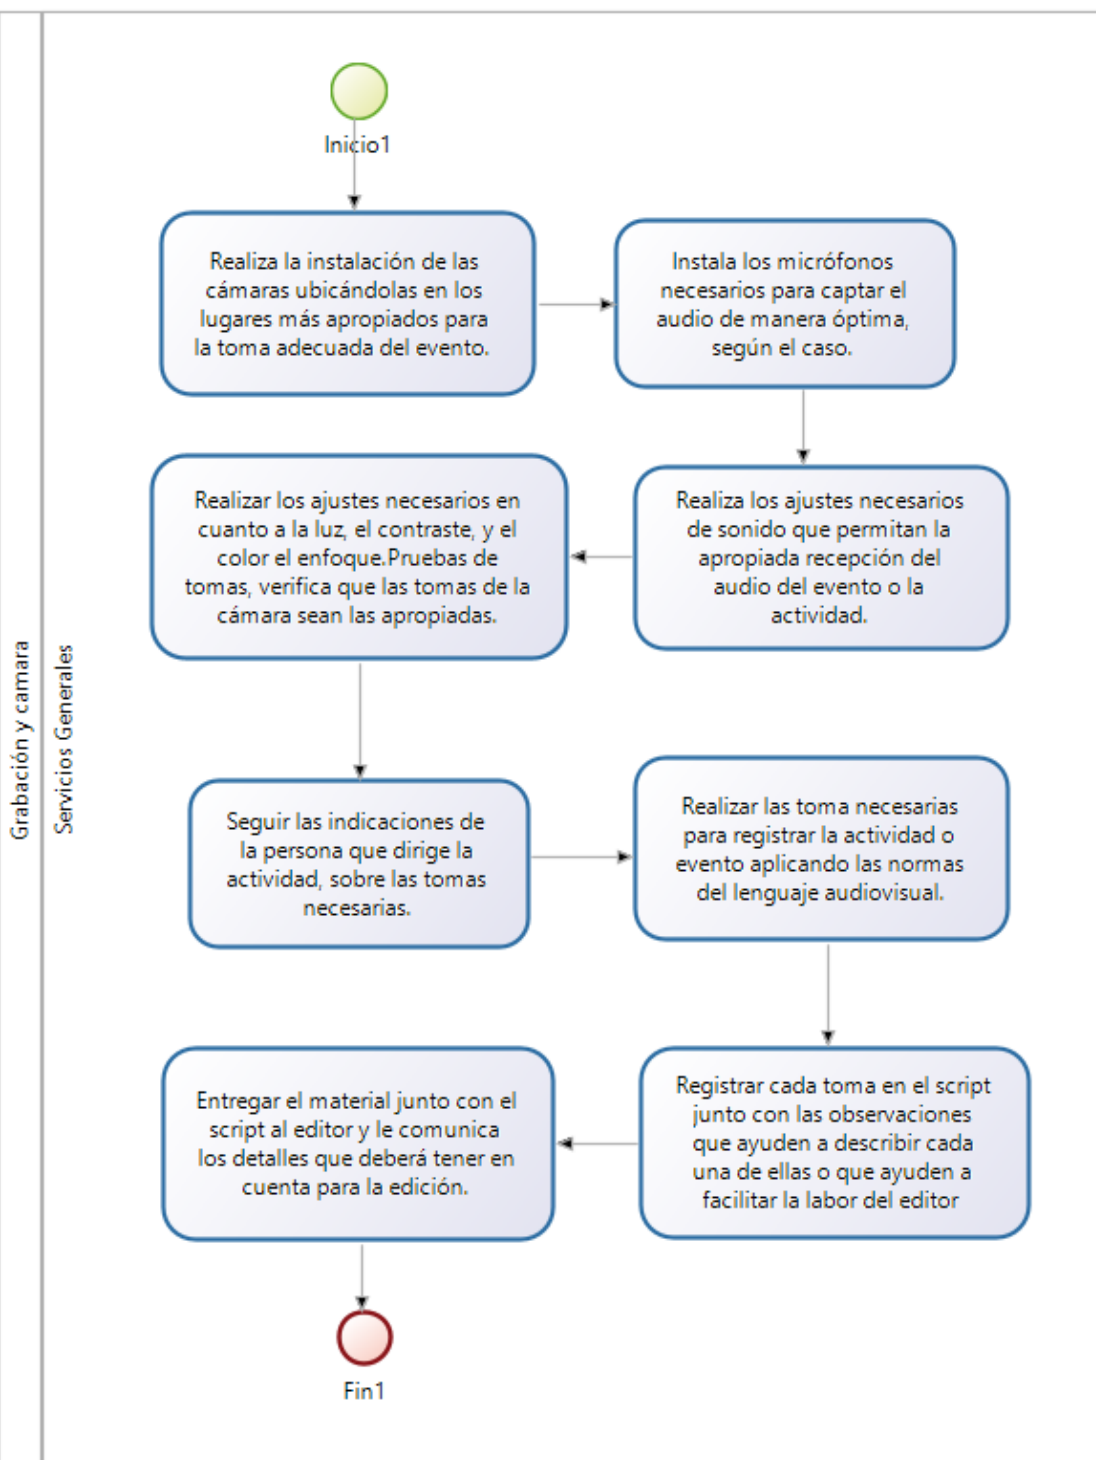 Grabación y camara
Servicios Generales
Inicio1
Realiza la instalación de las
cámaras ubicándolas en los
lugares más apropiados para
la toma adecuada del evento.
Instala los micrófonos
necesarios para captar el
audio de manera óptima,
según el caso.
Realiza los ajustes necesarios
de sonido que permitan la
apropiada recepción del
audio del evento o la
actividad.
Realizar los ajustes necesarios en
cuanto a la luz, el contraste, y el
color el enfoque.Pruebas de
tomas, verifica que las tomas de la
cámara sean las apropiadas.
Seguir las indicaciones de
la persona que dirige la
actividad, sobre las tomas
necesarias.
Realizar las toma necesarias
para registrar la actividad o
evento aplicando las normas
del lenguaje audiovisual.
Registrar cada toma en el script
junto con las observaciones
que ayuden a describir cada
una de ellas o que ayuden a
facilitar la labor del editor
Entregar el material junto con el
script al editor y le comunica
los detalles que deberá tener en
cuenta para la edición.
Fin1